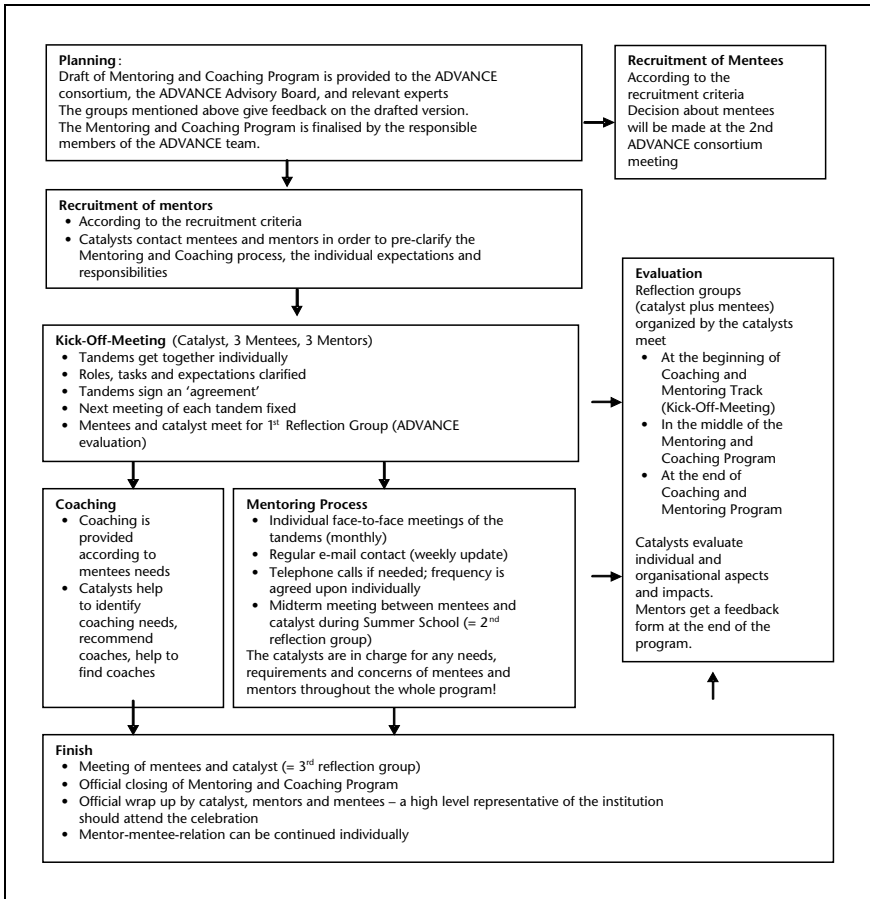 Planning:
Draft of Mentoring and Coaching Program is provided to the ADVANCE
consortium, the ADVANCE Advisory Board, and relevant experts
The groups mentioned above give feedback on the drafted version.
The Mentoring and Coaching Program is finalised by the responsible
members of the ADVANCE team.
Recruitment of Mentees
According to the
recruitment criteria
Decision about mentees
will be made at the 2nd
ADVANCE consortium
meeting
Recruitment of mentors
• According to the recruitment criteria
• Catalysts contact mentees and mentors in order to pre-clarify the
Mentoring and Coaching process, the individual expectations and
responsibilities
Kick-Off-Meeting (Catalyst, 3 Mentees, 3 Mentors)
• Tandems get together individually
• Roles, tasks and expectations clarified
• Tandems sign an ‘agreement’
• Next meeting of each tandem fixed
• Mentees and catalyst meet for 1st Reflection Group (ADVANCE
evaluation)
Evaluation
Reflection groups
(catalyst plus mentees)
organized by the catalysts
meet
• At the beginning of
Coaching and
Mentoring Track
(Kick-Off-Meeting)
• In the middle of the
Mentoring and
Coaching Program
• At the end of
Coaching and
Mentoring Program
Catalysts evaluate
individual and
organisational aspects
and impacts.
Mentors get a feedback
form at the end of the
program.
Coaching
• Coaching is
provided
according to
mentees needs
• Catalysts help
to identify
coaching needs,
recommend
coaches, help to
find coaches
Mentoring Process
• Individual face-to-face meetings of the
tandems (monthly)
• Regular e-mail contact (weekly update)
• Telephone calls if needed; frequency is
agreed upon individually
• Midterm meeting between mentees and
catalyst during Summer School (= 2nd
reflection group)
The catalysts are in charge for any needs,
requirements and concerns of mentees and
mentors throughout the whole program!
Finish
• Meeting of mentees and catalyst (= 3rd reflection group)
• Official closing of Mentoring and Coaching Program
• Official wrap up by catalyst, mentors and mentees – a high level representative of the institution
should attend the celebration
• Mentor-mentee-relation can be continued individually